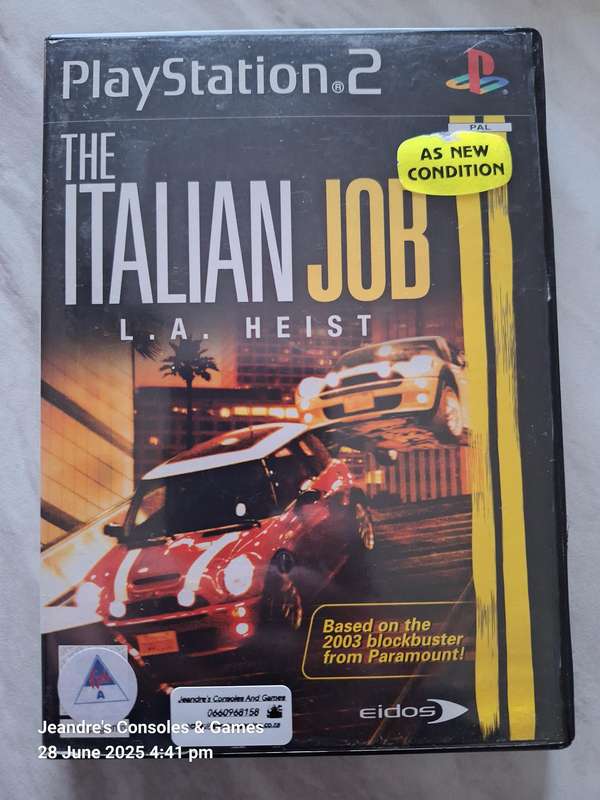 PlayStation®2
PAL
AS NEW
CONDITION
THE
ITALIAN JOB
L.A. HEIST
Based on the
2003 blockbuster
from Paramount!
A
Jeandre's Consoles And Games
0660968158
eidos
Jeandre's Consoles & Games
28 June 2025 4:41 pm